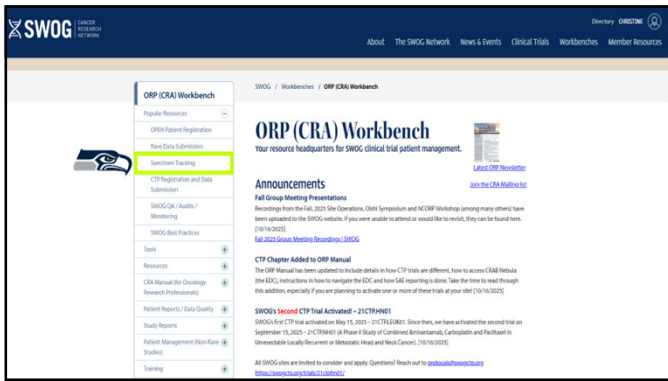 SWOG
CANCER
RESEARCH
NETWORK
Directory CHRISTINE
About The SWOG Network News & Events Clinical Trials Workbenches Member Resources
SWOG / Workbenches / ORP (CRA) Workbench
ORP (CRA) Workbench
Popular Resources
OPEN Patient Registration
Rave Data Submission
Specimen Tracking
CTP Registration and Data
Submission
SWOG QA / Audits /
Monitoring
SWOG Best Practices
Tools
Resources
CRA Manual (for Oncology
Research Professionals)
Patient Reports / Data Quality
Study Reports
Patient Management (Non-Rave
Studies)
Training
ORP (CRA) Workbench
Your resource headquarters for SWOG clinical trial patient management.
Latest ORP Newsletter
Join the CRA Mailing list
Announcements
Fall Group Meeting Presentations
Recordings from the Fall, 2025 Site Operations, Oishi Symposium and NCORP Workshop (among many others) have
been uploaded to the SWOG website. If you were unable to attend or would like to revisit, they can be found here.
[10/16/2025]
Fall 2025 Group Meeting Recordings | SWOG
CTP Chapter Added to ORP Manual
The ORP Manual has been updated to include details in how CTP trials are different, how to access CRAB Nebula
(the EDC), instructions in how to navigate the EDC and how SAE reporting is done. Take the time to read through
this addition, especially if you are planning to activate one or more of these trials at your site! [10/16/2025]
SWOG's Second CTP Trial Activated! – 21CTP.HN01
SWOG's first CTP trial activated on May 15, 2025 – 21CTP.LEUK01. Since then, we have activated the second trial on
September 15, 2025 – 21CTP.HN01 (A Phase II Study of Combined Amivantamab, Carboplatin and Paclitaxel in
Unresectable Locally Recurrent or Metastatic Head and Neck Cancer). [10/16/2025]
All SWOG sites are invited to consider and apply. Questions? Reach out to protocols@swogctp.org
https://swogctp.org/trials/21ctphn01/